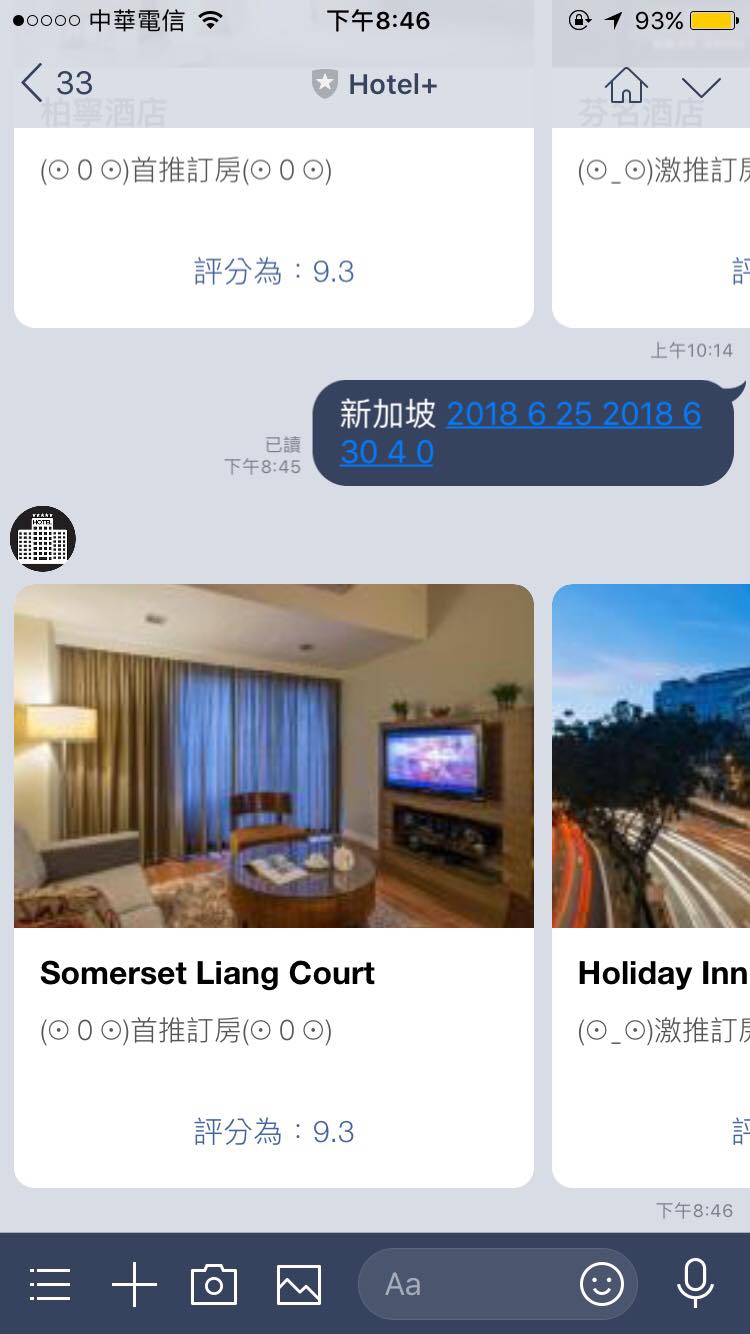 中華電信
下午8:46
93%
33
Hotel+
柏寧酒店
芬名酒店
(⊙0⊙)首推訂房(⊙0⊙)
(⊙_⊙)激推訂房
評分為：9.3
評
上午10:14
新加坡 2018 6 25 2018 6
30 4 0
已讀
下午8:45
HOTEL
Somerset Liang Court
Holiday Inn
(⊙0⊙)首推訂房(⊙0⊙)
(⊙_⊙)激推訂房
評分為：9.3
評
下午8:46
Aa